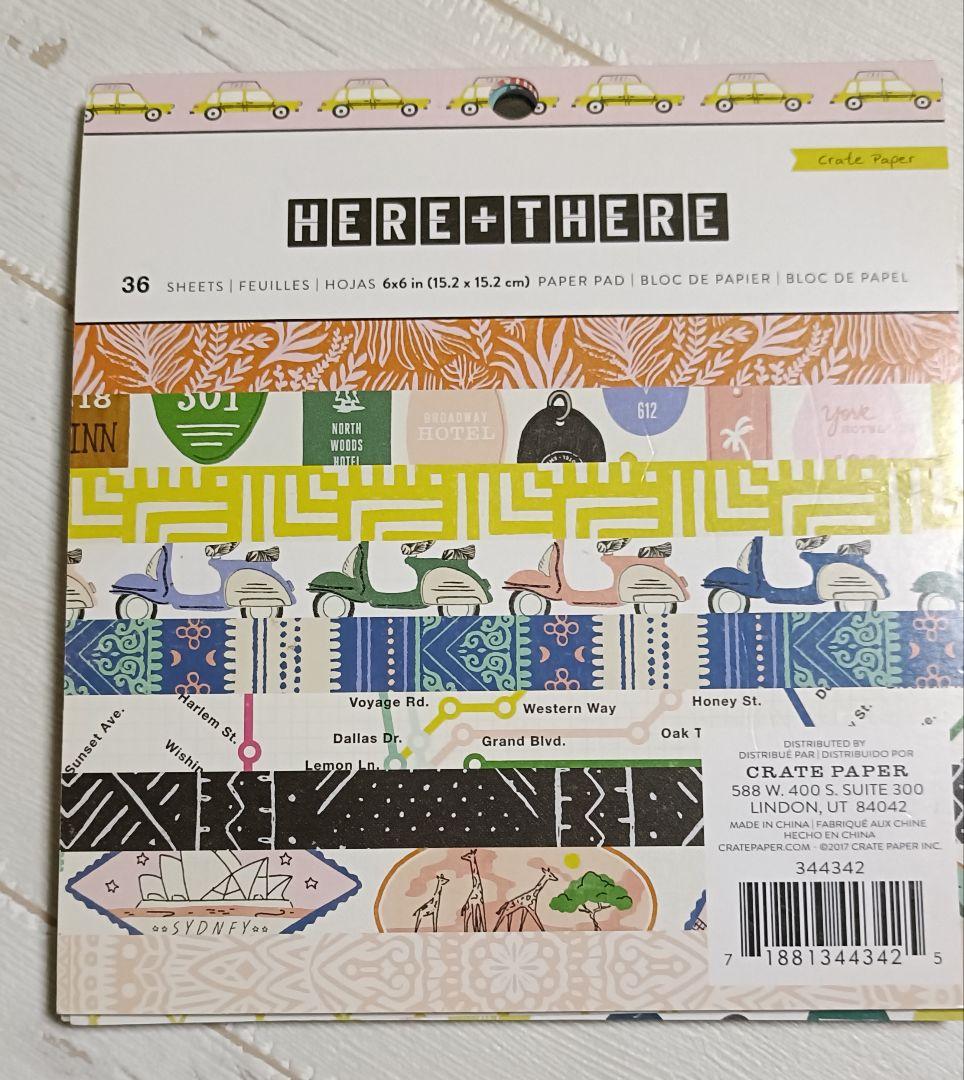 Crate Paper
HERE+THERE
36 SHEETS | FEUILLES | HOJAS 6x6 in (15.2 x 15.2 cm) PAPER PAD | BLOC DE PAPIER | BLOC DE PAPEL
18
INN
301
NORTH
WOODS
HOTEL
BROADWAY
HOTEL
612
York
HOTEL
Sunset Ave.
Harlem St.
Wishin
Voyage Rd.
Western Way
Honey St.
Dallas Dr.
Grand Blvd.
Oak T
Lemon Ln.
y St.
e.
DISTRIBUTED BY
DISTRIBUÉ PAR | DISTRIBUIDO POR
CRATE PAPER
588 W. 400 S. SUITE 300
LINDON, UT 84042
MADE IN CHINA | FABRIQUÉ AUX CHINE
HECHO EN CHINA
CRATEPAPER.COM - ©2017 CRATE PAPER INC.
344342
7 18813 44342 5
SYDNEY